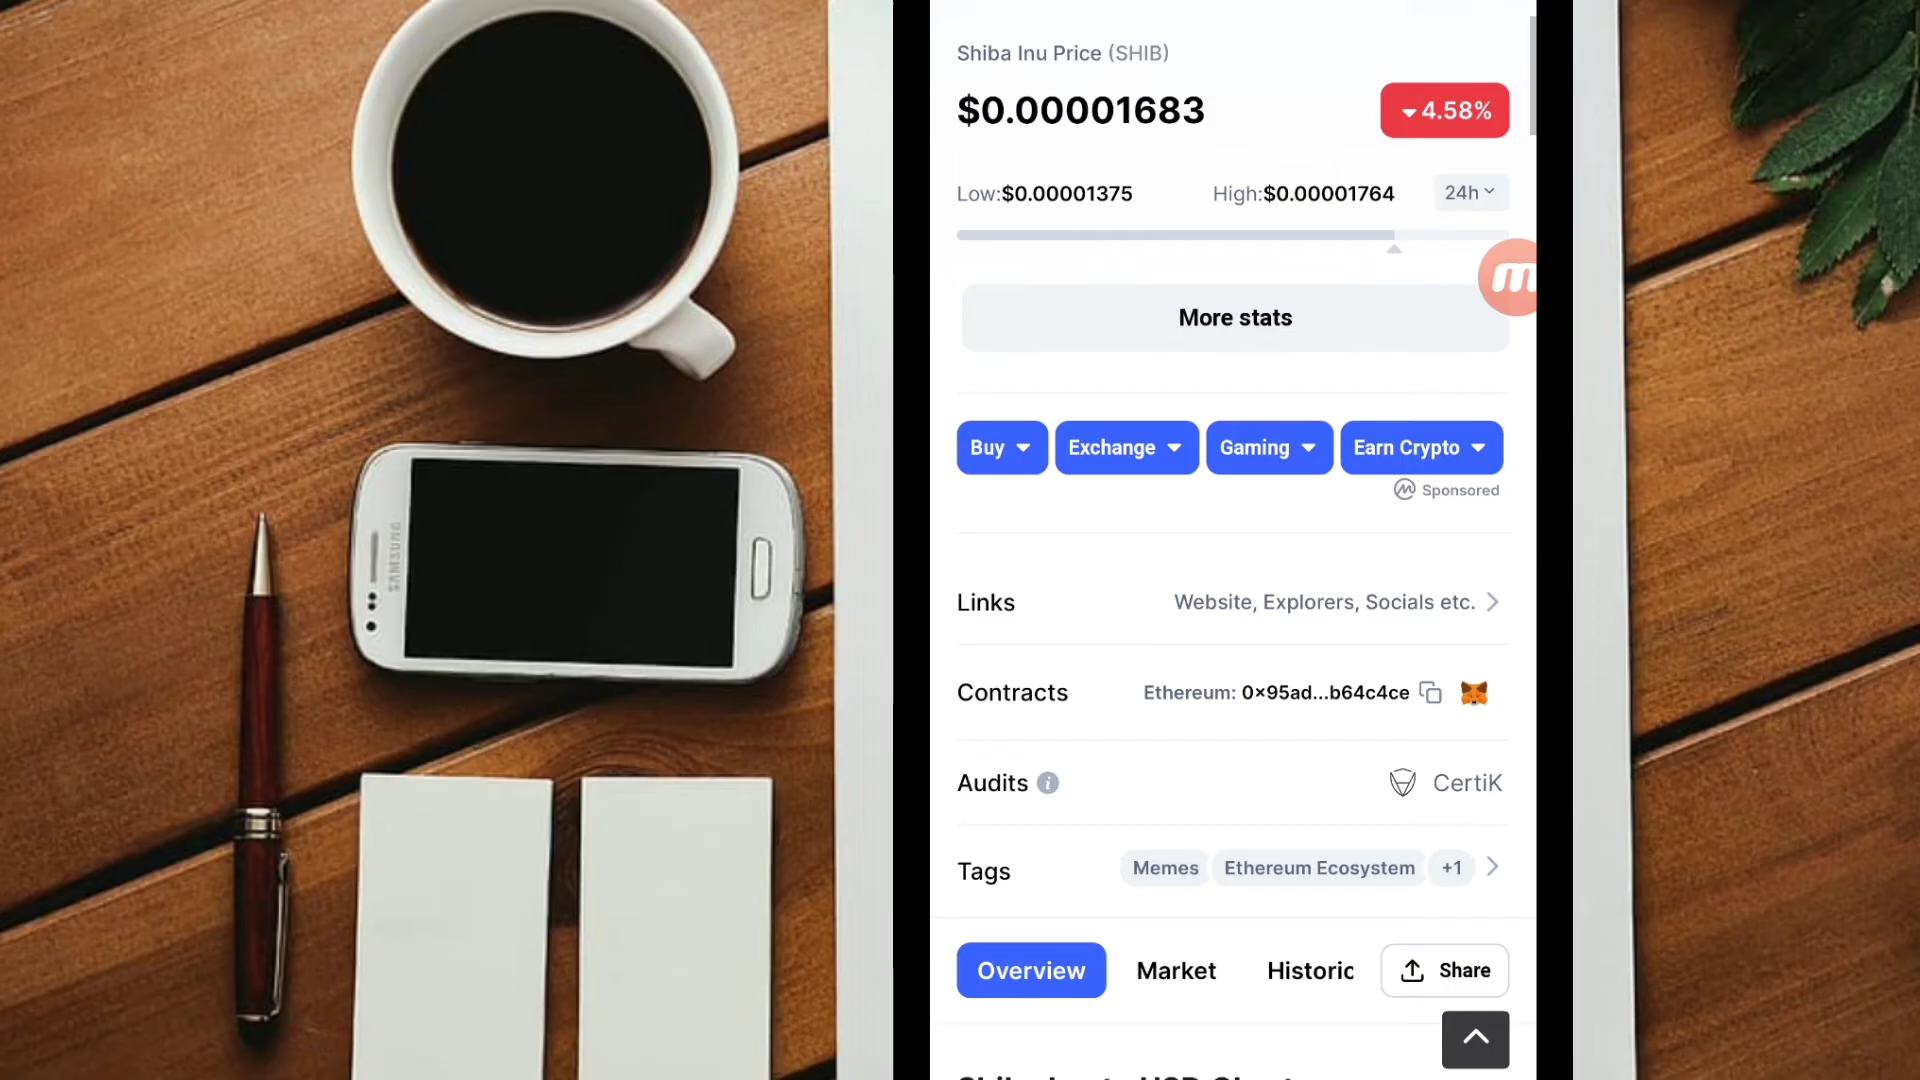 SAMSUNG
Shiba Inu Price (SHIB)
$0.00001683
4.58%
Low:$0.00001375 High:$0.00001764 24h
More stats
Buy Exchange Gaming Earn Crypto
Sponsored
Links Website, Explorers, Socials etc.
Contracts Ethereum: 0×95ad...b64c4ce
Audits CertiK
Tags Memes Ethereum Ecosystem +1
Overview Market Historic Share